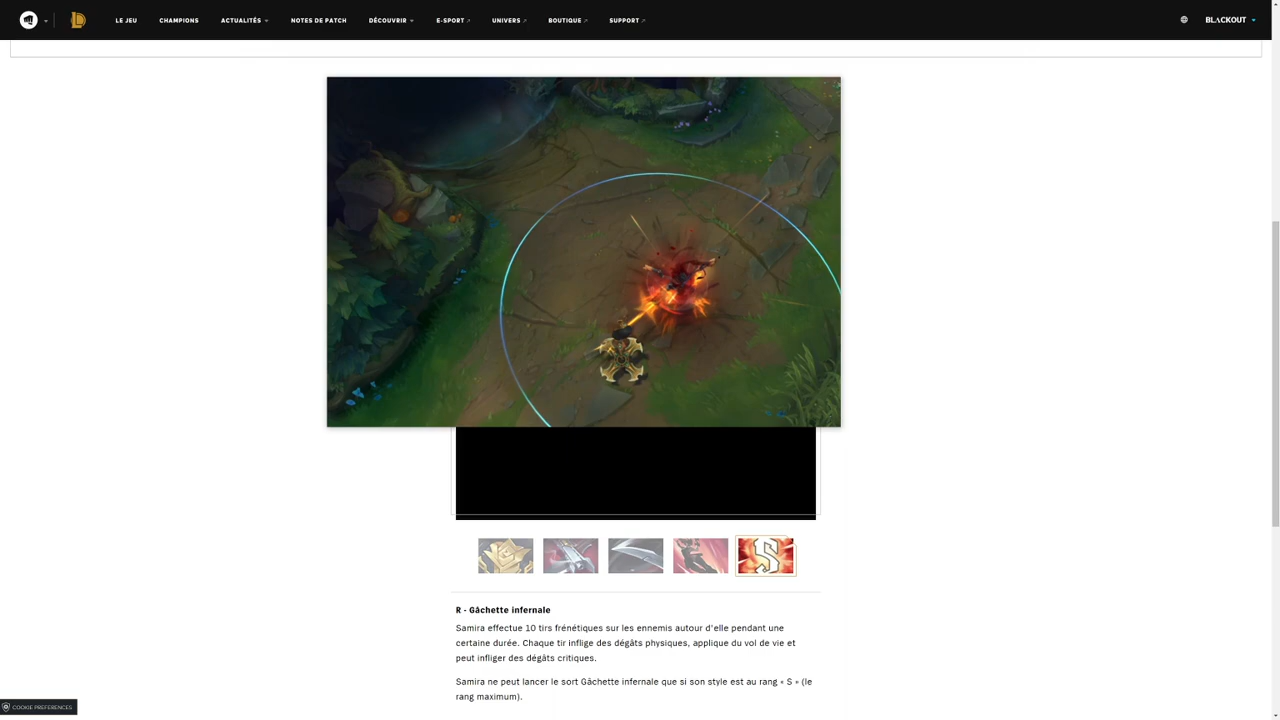 LE JEU CHAMPIONS ACTUALITÉS NOTES DE PATCH DÉCOUVRIR E-SPORT UNIVERS BOUTIQUE SUPPORT BLACKOUT
S
R - Gâchette infernale
Samira effectue 10 tirs frénétiques sur les ennemis autour d'elle pendant une
certaine durée. Chaque tir inflige des dégâts physiques, applique du vol de vie et
peut infliger des dégâts critiques.
Samira ne peut lancer le sort Gâchette infernale que si son style est au rang « S » (le
rang maximum).
COOKIE PREFERENCES